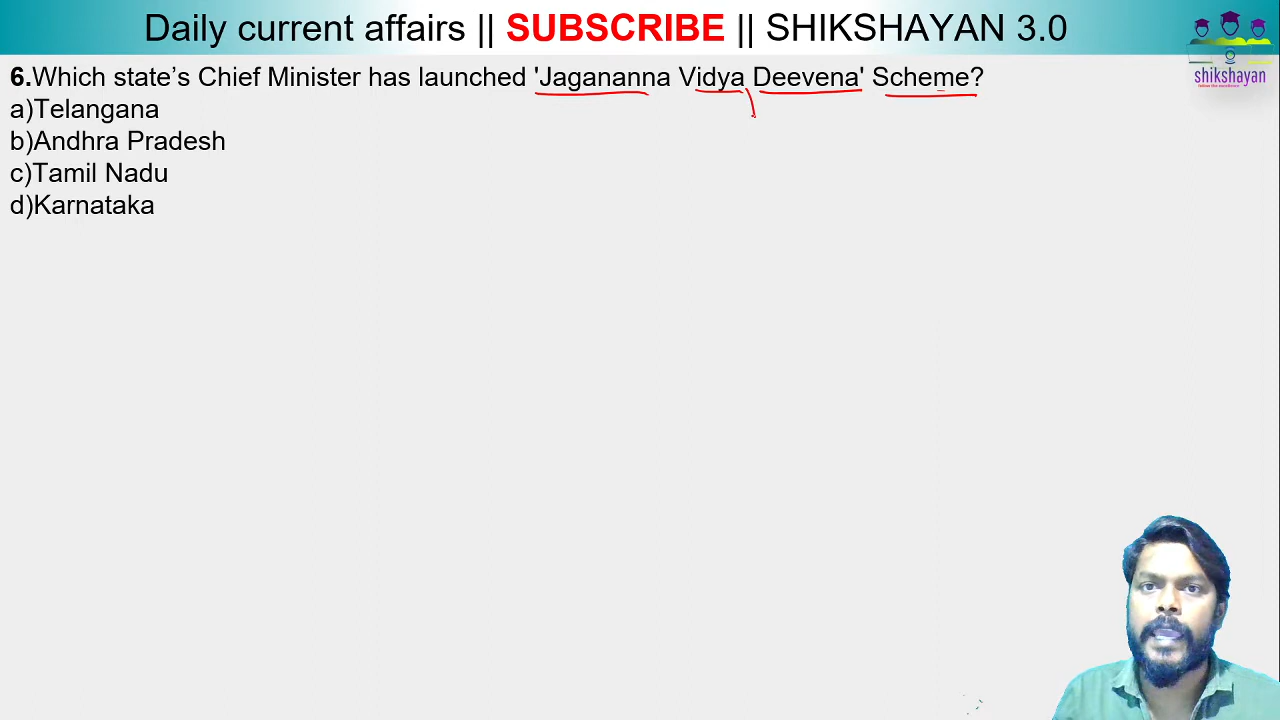 Daily current affairs || SUBSCRIBE || SHIKSHAYAN 3.0
shikshayan
6.Which state’s Chief Minister has launched 'Jagananna Vidya Deevena' Scheme?
a)Telangana
b)Andhra Pradesh
c)Tamil Nadu
d)Karnataka